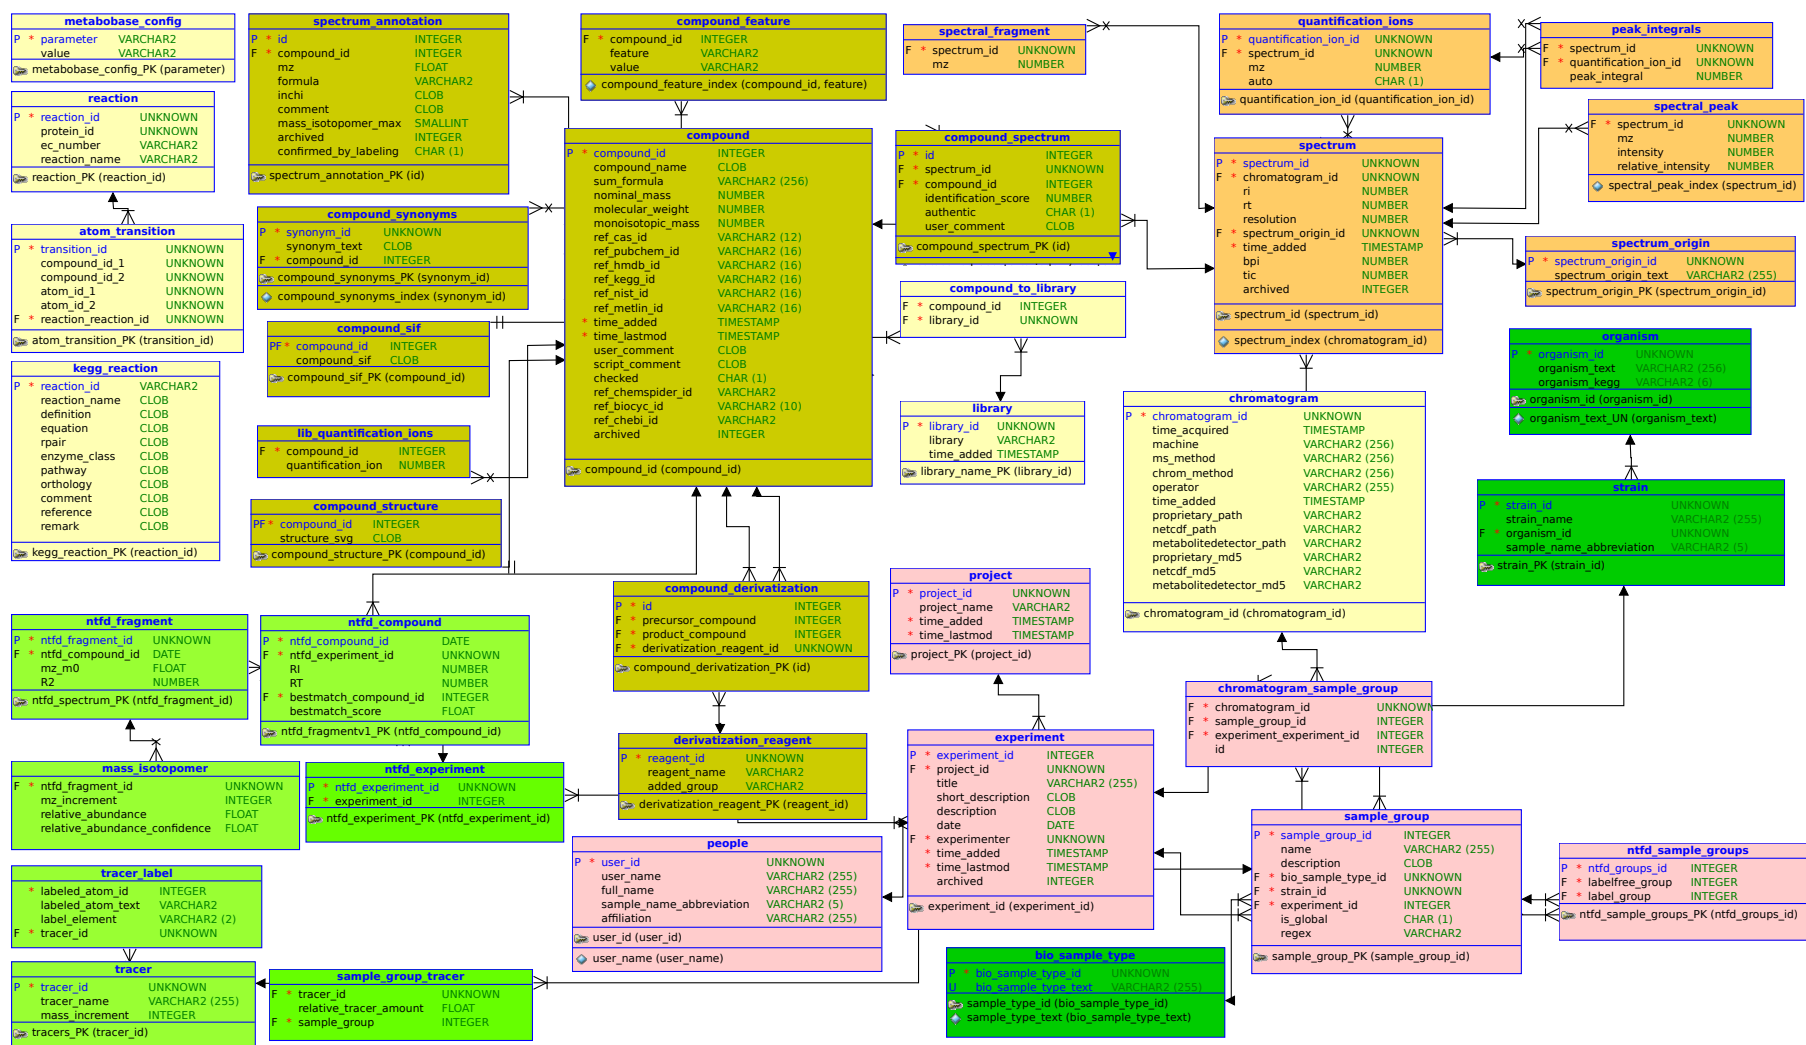 metabobase_config
P * parameter VARCHAR2
value VARCHAR2
metabobase_config_PK (parameter)
reaction
P * reaction_id UNKNOWN
protein_id UNKNOWN
ec_number VARCHAR2
reaction_name VARCHAR2
reaction_PK (reaction_id)
atom_transition
P * transition_id UNKNOWN
compound_id_1 UNKNOWN
compound_id_2 UNKNOWN
atom_id_1 UNKNOWN
atom_id_2 UNKNOWN
F * reaction_reaction_id UNKNOWN
atom_transition_PK (transition_id)
kegg_reaction
P * reaction_id VARCHAR2
reaction_name CLOB
definition CLOB
equation CLOB
rpair CLOB
enzyme_class CLOB
pathway CLOB
orthology CLOB
comment CLOB
reference CLOB
remark CLOB
kegg_reaction_PK (reaction_id)
spectrum_annotation
P * id INTEGER
F * compound_id INTEGER
mz FLOAT
formula VARCHAR2
inchi CLOB
comment CLOB
mass_isotopomer_max SMALLINT
archived INTEGER
confirmed_by_labeling CHAR (1)
spectrum_annotation_PK (id)
compound_synonyms
P * synonym_id UNKNOWN
synonym_text CLOB
F * compound_id INTEGER
compound_synonyms_PK (synonym_id)
compound_synonyms_index (synonym_id)
compound_sif
PF * compound_id INTEGER
compound_sif CLOB
compound_sif_PK (compound_id)
lib_quantification_ions
F * compound_id INTEGER
quantification_ion NUMBER
compound_structure
PF * compound_id INTEGER
structure_svg CLOB
compound_structure_PK (compound_id)
compound_feature
F * compound_id INTEGER
feature VARCHAR2
value VARCHAR2
compound_feature_index (compound_id, feature)
compound
P * compound_id INTEGER
compound_name CLOB
sum_formula VARCHAR2 (256)
nominal_mass NUMBER
molecular_weight NUMBER
monoisotopic_mass NUMBER
ref_cas_id VARCHAR2 (12)
ref_pubchem_id VARCHAR2 (16)
ref_hmdb_id VARCHAR2 (16)
ref_kegg_id VARCHAR2 (16)
ref_nist_id VARCHAR2 (16)
ref_metlin_id VARCHAR2 (16)
* time_added TIMESTAMP
* time_lastmod TIMESTAMP
user_comment CLOB
script_comment CLOB
checked CHAR (1)
ref_chemspider_id VARCHAR2
ref_biocyc_id VARCHAR2 (10)
ref_chebi_id VARCHAR2
archived INTEGER
compound_id (compound_id)
spectral_fragment
F * spectrum_id UNKNOWN
mz NUMBER
compound_spectrum
P * id INTEGER
F * spectrum_id UNKNOWN
F * compound_id INTEGER
identification_score NUMBER
authentic CHAR (1)
user_comment CLOB
compound_spectrum_PK (id)
compound_to_library
F * compound_id INTEGER
F * library_id UNKNOWN
library
P * library_id UNKNOWN
library VARCHAR2
time_added TIMESTAMP
library_name_PK (library_id)
quantification_ions
P * quantification_ion_id UNKNOWN
F * spectrum_id UNKNOWN
mz NUMBER
auto CHAR (1)
quantification_ion_id (quantification_ion_id)
peak_integrals
F * spectrum_id UNKNOWN
F * quantification_ion_id UNKNOWN
peak_integral NUMBER
spectral_peak
F * spectrum_id UNKNOWN
mz NUMBER
intensity NUMBER
relative_intensity NUMBER
spectral_peak_index (spectrum_id)
spectrum
P * spectrum_id UNKNOWN
F * chromatogram_id UNKNOWN
ri NUMBER
rt NUMBER
resolution NUMBER
F * spectrum_origin_id UNKNOWN
* time_added TIMESTAMP
bpi NUMBER
tic NUMBER
archived INTEGER
spectrum_id (spectrum_id)
spectrum_index (chromatogram_id)
spectrum_origin
P * spectrum_origin_id UNKNOWN
spectrum_origin_text VARCHAR2 (255)
spectrum_origin_PK (spectrum_origin_id)
organism
P * organism_id UNKNOWN
organism_text VARCHAR2 (256)
organism_kegg VARCHAR2 (6)
organism_id (organism_id)
organism_text_UN (organism_text)
chromatogram
P * chromatogram_id UNKNOWN
time_acquired TIMESTAMP
machine VARCHAR2 (256)
ms_method VARCHAR2 (256)
chrom_method VARCHAR2 (256)
operator VARCHAR2 (255)
time_added TIMESTAMP
proprietary_path VARCHAR2
netcdf_path VARCHAR2
metabolitedetector_path VARCHAR2
proprietary_md5 VARCHAR2
netcdf_md5 VARCHAR2
metabolitedetector_md5 VARCHAR2
chromatogram_id (chromatogram_id)
strain
P * strain_id UNKNOWN
strain_name VARCHAR2 (255)
F * organism_id UNKNOWN
sample_name_abbreviation VARCHAR2 (5)
strain_PK (strain_id)
ntfd_fragment
P * ntfd_fragment_id UNKNOWN
F * ntfd_compound_id DATE
mz_m0 FLOAT
R2 NUMBER
ntfd_spectrum_PK (ntfd_fragment_id)
ntfd_compound
P * ntfd_compound_id DATE
F * ntfd_experiment_id UNKNOWN
RI NUMBER
RT NUMBER
F * bestmatch_compound_id INTEGER
bestmatch_score FLOAT
ntfd_fragmentv1_PK (ntfd_compound_id)
compound_derivatization
P * id INTEGER
F * precursor_compound INTEGER
F * product_compound INTEGER
F * derivatization_reagent_id UNKNOWN
compound_derivatization_PK (id)
project
P * project_id UNKNOWN
project_name VARCHAR2
* time_added TIMESTAMP
* time_lastmod TIMESTAMP
project_PK (project_id)
chromatogram_sample_group
F * chromatogram_id UNKNOWN
F * sample_group_id INTEGER
F * experiment_experiment_id INTEGER
id INTEGER
mass_isotopomer
F * ntfd_fragment_id UNKNOWN
mz_increment INTEGER
relative_abundance FLOAT
relative_abundance_confidence FLOAT
ntfd_experiment
P * ntfd_experiment_id UNKNOWN
F * experiment_id INTEGER
ntfd_experiment_PK (ntfd_experiment_id)
derivatization_reagent
P * reagent_id UNKNOWN
reagent_name VARCHAR2
added_group VARCHAR2
derivatization_reagent_PK (reagent_id)
experiment
P * experiment_id INTEGER
F * project_id UNKNOWN
title VARCHAR2 (255)
short_description CLOB
description CLOB
date DATE
F * experimenter UNKNOWN
* time_added TIMESTAMP
* time_lastmod TIMESTAMP
archived INTEGER
experiment_id (experiment_id)
people
P * user_id UNKNOWN
user_name VARCHAR2 (255)
full_name VARCHAR2 (255)
sample_name_abbreviation VARCHAR2 (5)
affiliation VARCHAR2 (255)
user_id (user_id)
user_name (user_name)
sample_group
P * sample_group_id INTEGER
name VARCHAR2 (255)
description CLOB
F * bio_sample_type_id UNKNOWN
F * strain_id UNKNOWN
F * experiment_id INTEGER
is_global CHAR (1)
regex VARCHAR2
sample_group_PK (sample_group_id)
ntfd_sample_groups
P * ntfd_groups_id INTEGER
F * labelfree_group INTEGER
F * label_group INTEGER
ntfd_sample_groups_PK (ntfd_groups_id)
tracer_label
* labeled_atom_id INTEGER
labeled_atom_text VARCHAR2
label_element VARCHAR2 (2)
F * tracer_id UNKNOWN
tracer
P * tracer_id UNKNOWN
tracer_name VARCHAR2 (255)
mass_increment INTEGER
tracers_PK (tracer_id)
sample_group_tracer
F * tracer_id UNKNOWN
relative_tracer_amount FLOAT
F * sample_group INTEGER
bio_sample_type
P * bio_sample_type_id UNKNOWN
U bio_sample_type_text VARCHAR2 (255)
sample_type_id (bio_sample_type_id)
sample_type_text (bio_sample_type_text)